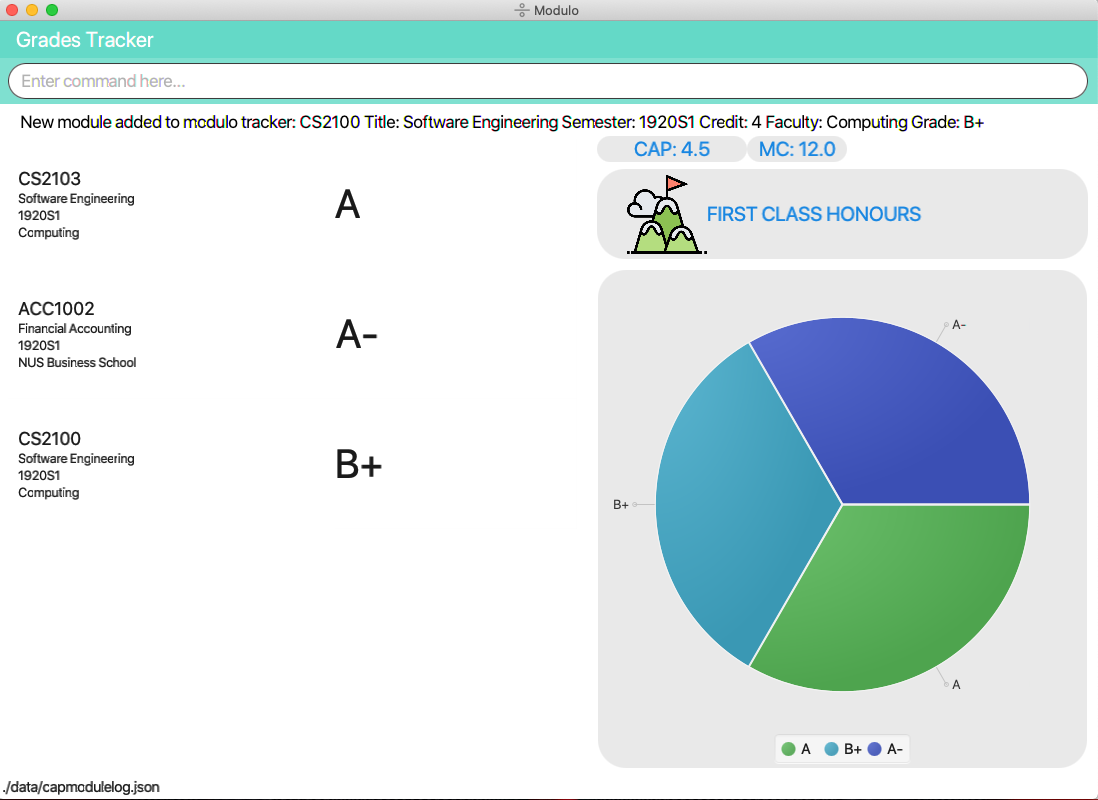 Modulo
Grades Tracker
Enter command here...
New module added to modulo tracker: CS2100 Title: Software Engineering Semester: 1920S1 Credit: 4 Faculty: Computing Grade: B+
CAP: 4.5 MC: 12.0
FIRST CLASS HONOURS
CS2103
Software Engineering
1920S1
Computing
A
ACC1002
Financial Accounting
1920S1
NUS Business School
A-
CS2100
Software Engineering
1920S1
Computing
B+
A-
B+
A
A B+ A-
./data/capmodulelog.json